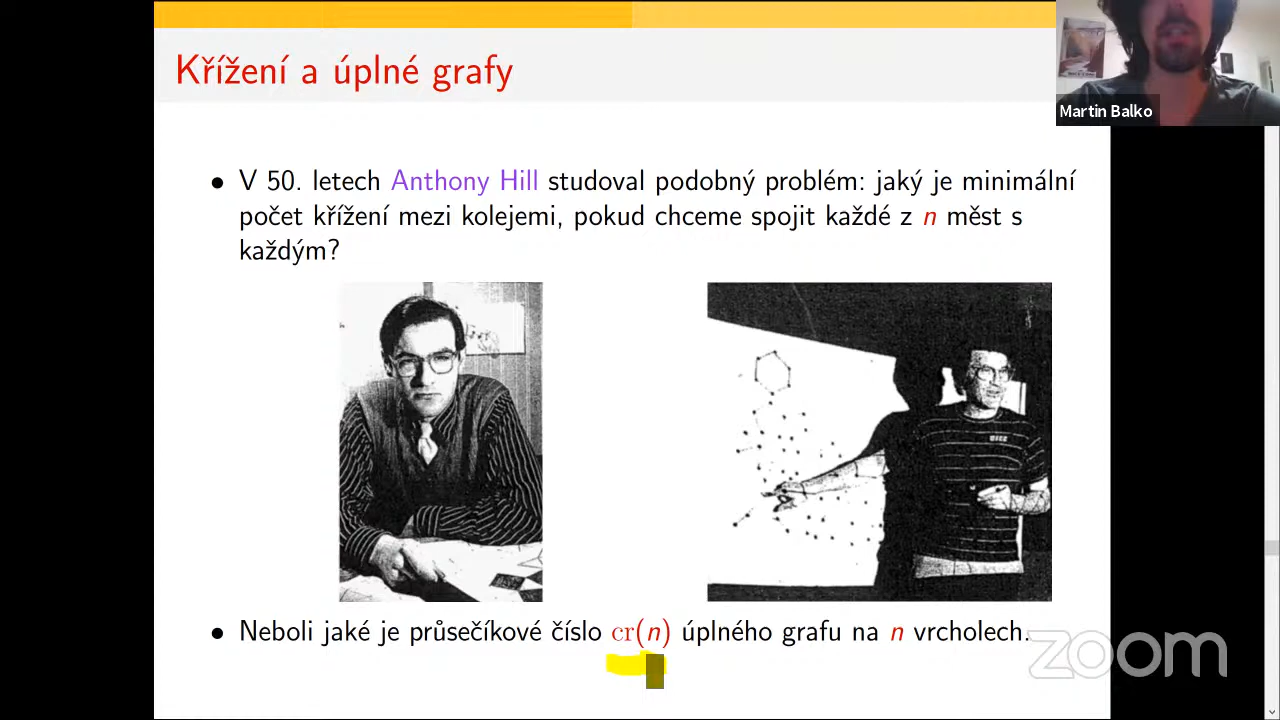 Křížení a úplné grafy
Martin Balko
• V 50. letech Anthony Hill studoval podobný problém: jaký je minimální
počet křížení mezi kolejemi, pokud chceme spojit každé z n měst s
každým?
• Neboli jaké je průsečíkové číslo cr(n) úplného grafu na n vrcholech.
zoom